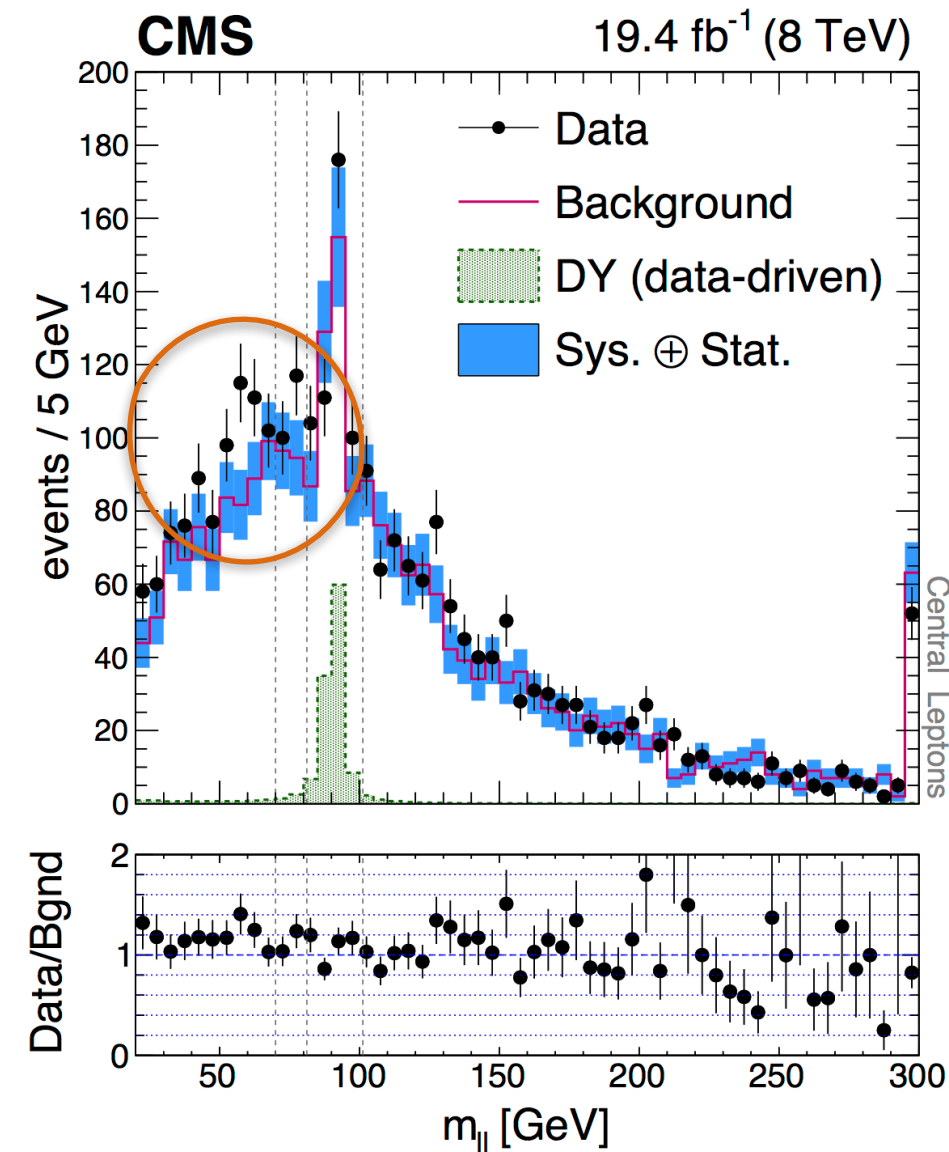 CMS
19.4 fb⁻¹ (8 TeV)
200
180
160
140
120
100
80
60
40
20
0
events / 5 GeV
Data
Background
DY (data-driven)
Sys. ⊕ Stat.
Central Leptons
2
1
0
Data/Bgnd
50 100 150 200 250 300
m_ll [GeV]